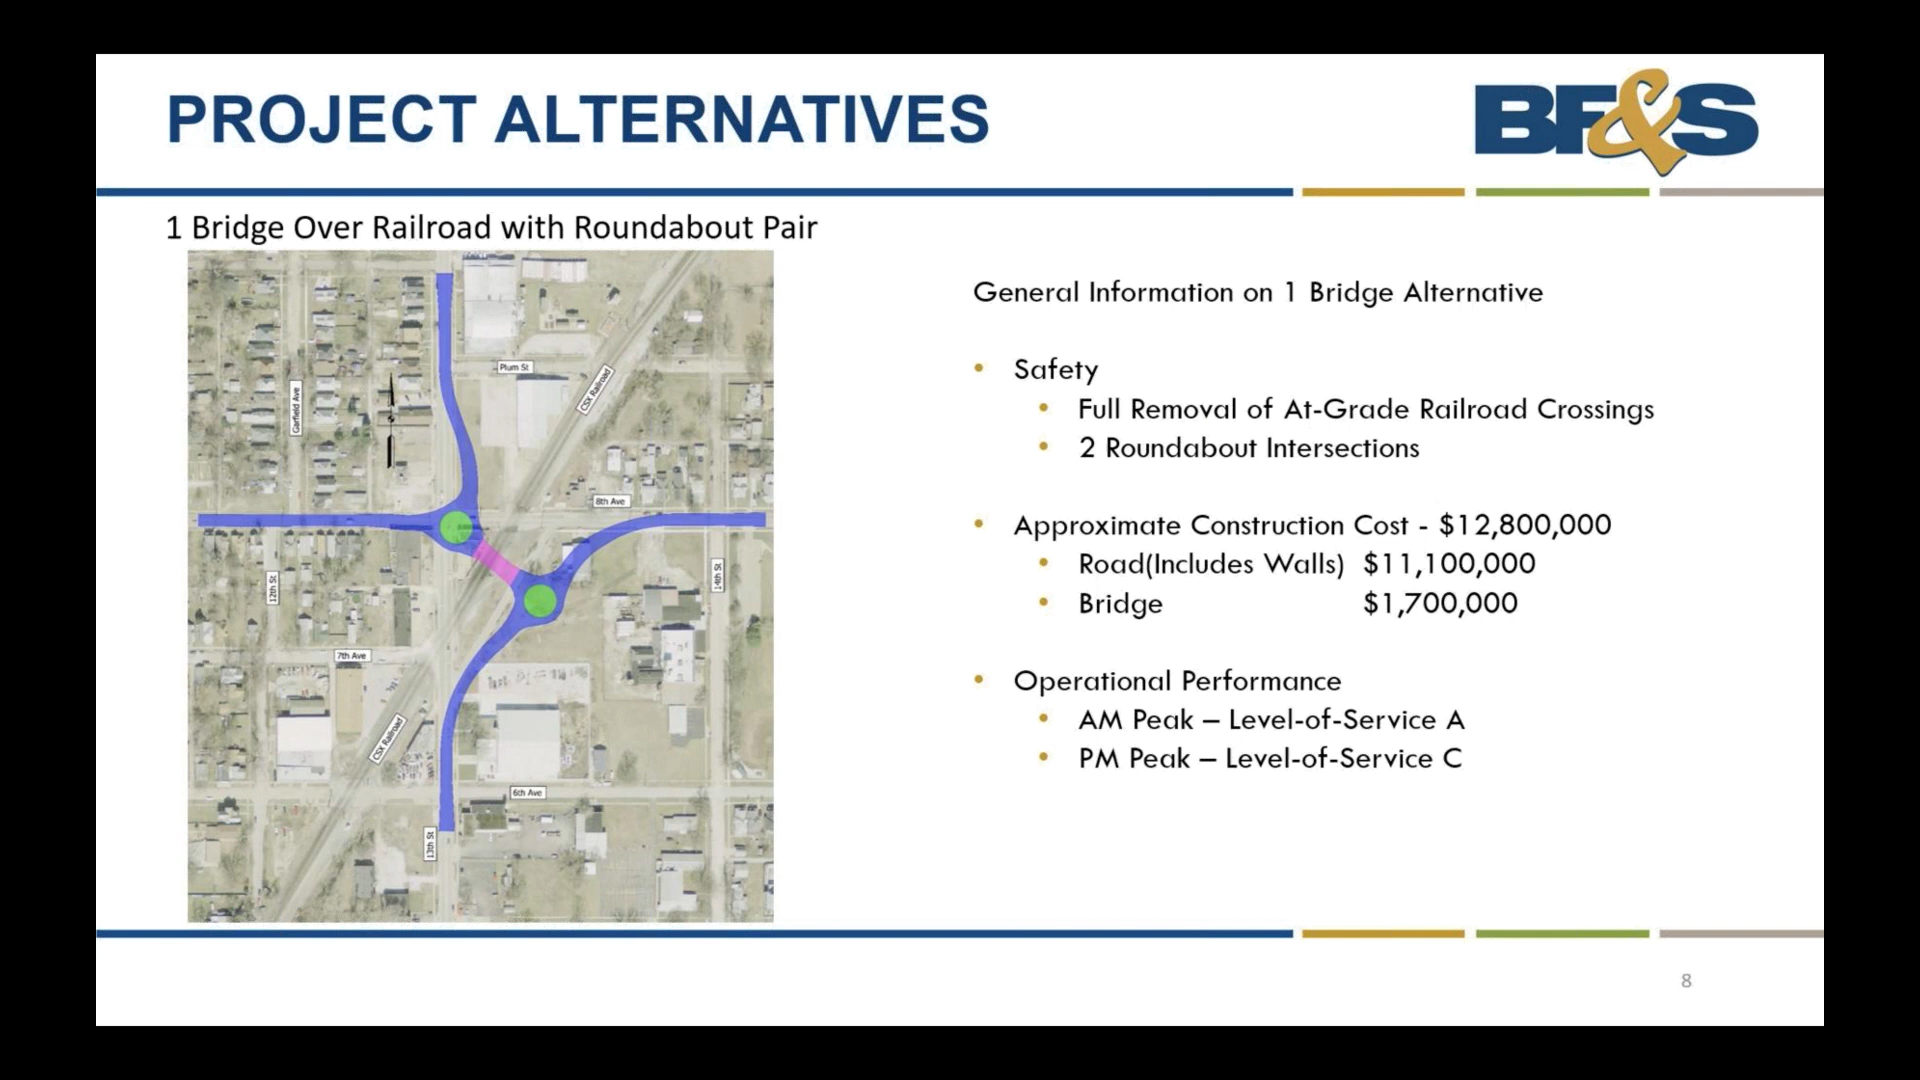 PROJECT ALTERNATIVES
BF&S
1 Bridge Over Railroad with Roundabout Pair
Plum St
CSX Railroad
Garfield Ave
8th Ave
12th St
14th St
7th Ave
CSX Railroad
6th Ave
13th St
General Information on 1 Bridge Alternative
• Safety
• Full Removal of At-Grade Railroad Crossings
• 2 Roundabout Intersections
• Approximate Construction Cost - $12,800,000
• Road(Includes Walls) $11,100,000
• Bridge $1,700,000
• Operational Performance
• AM Peak – Level-of-Service A
• PM Peak – Level-of-Service C
8